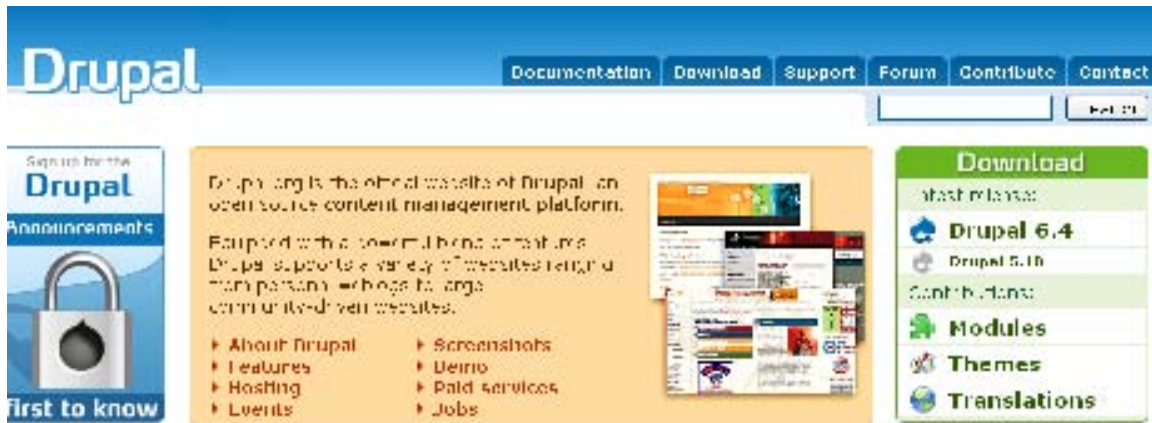 Drupal
Documentation Download Support Forum Contribute Contact
Search
Sign up for the
Drupal
Announcements
first to know
Drupal.org is the official website of Drupal, an
open source content management platform.
Equipped with a powerful blend of features,
Drupal supports a variety of websites ranging
from personal weblogs to large
community-driven websites.
About Drupal
Features
Hosting
Events
Screenshots
Demo
Paid services
Jobs
Download
Latest release:
Drupal 6.4
Drupal 5.10
Contributions:
Modules
Themes
Translations